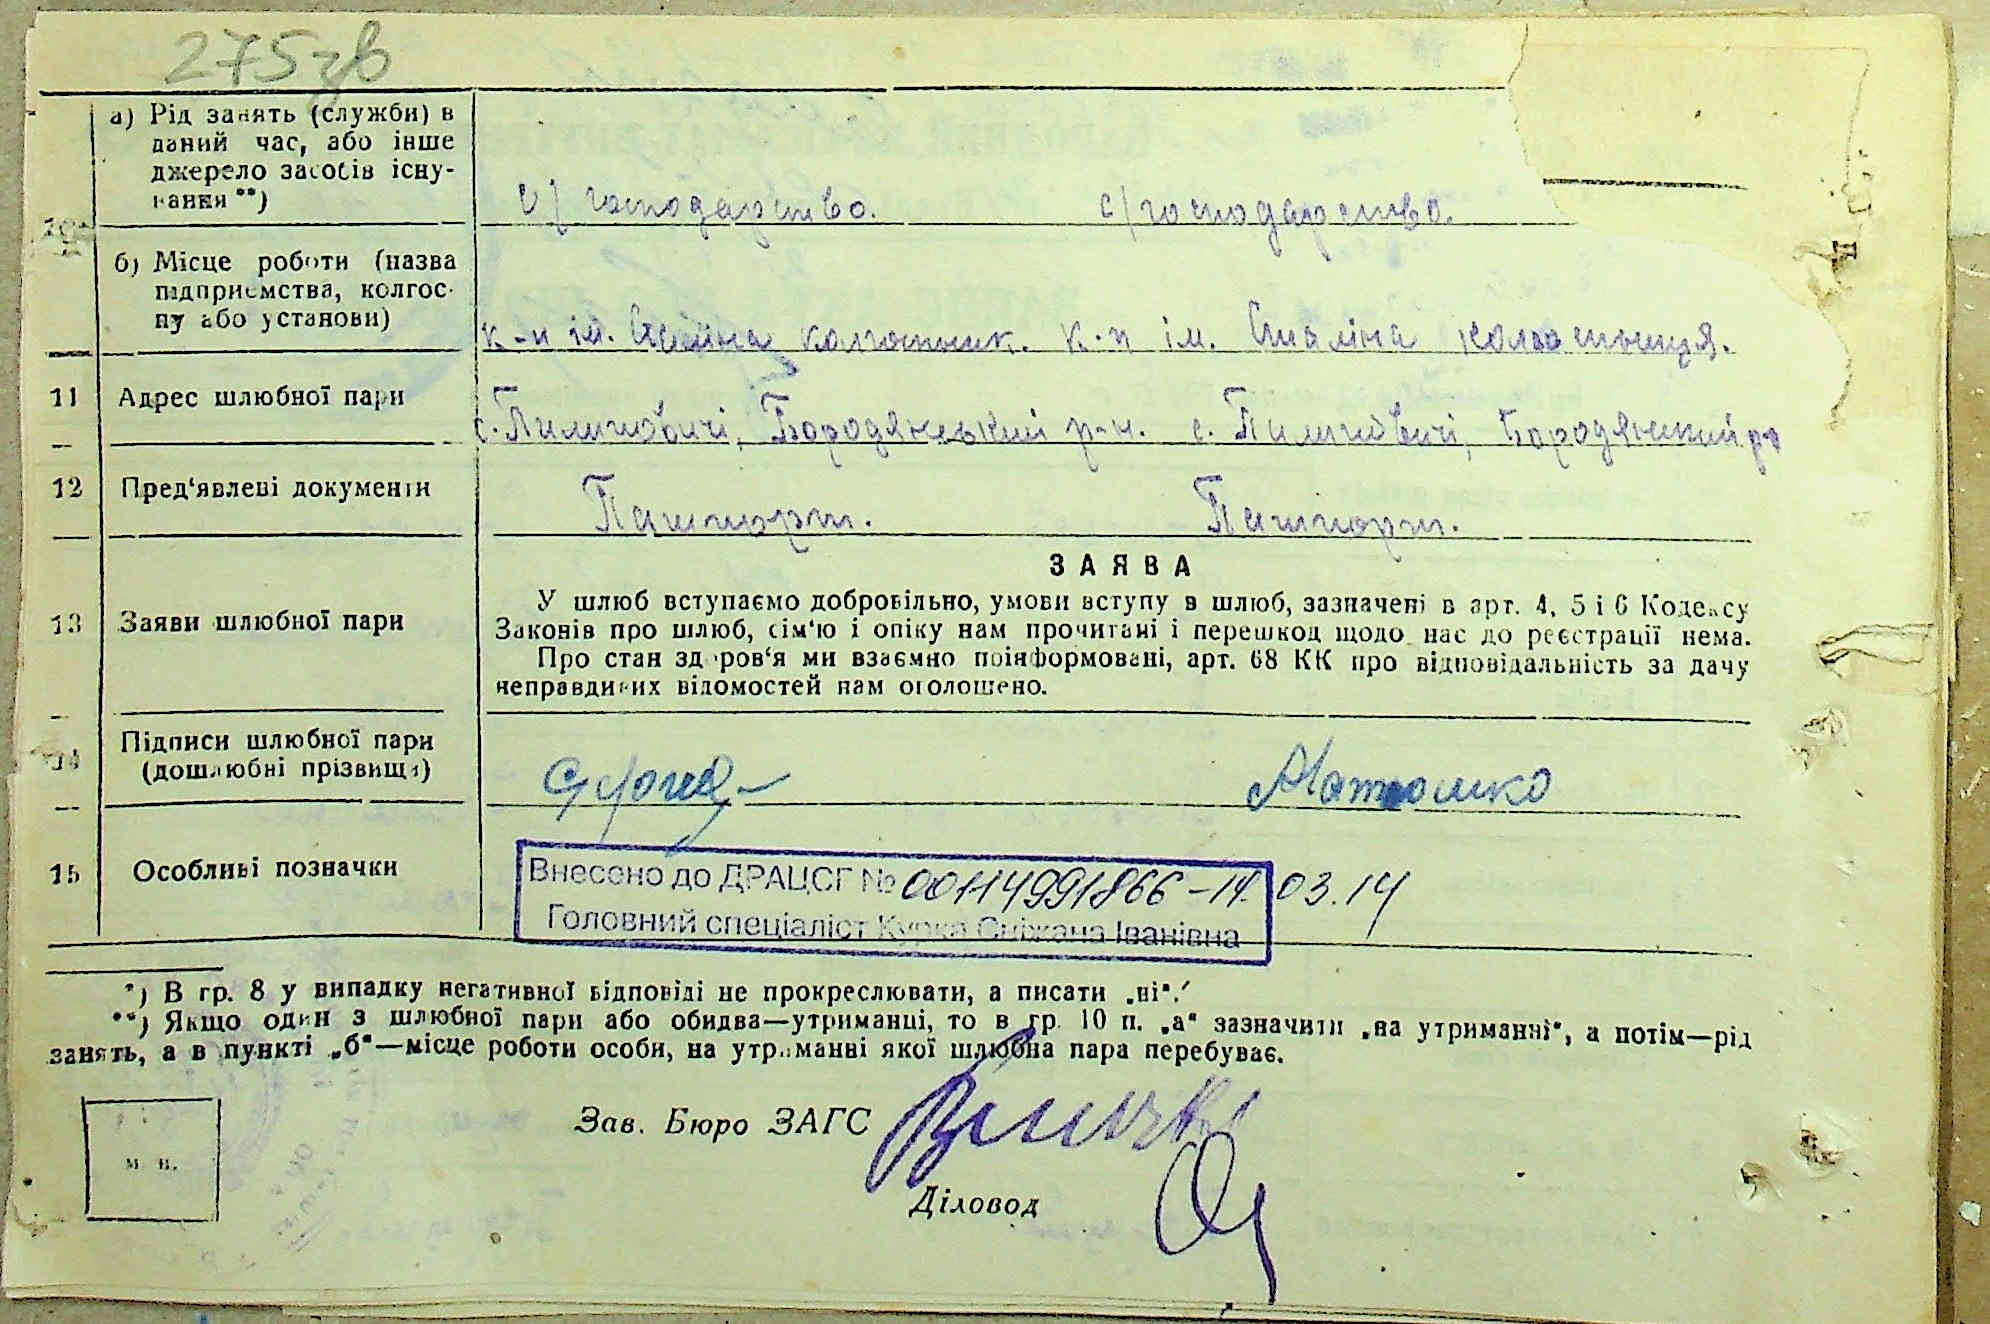 275зв
а) Рід занять (служби) в
даний час, або інше
джерело засобів існу-
вання **)
с/господарство. с/господарство.
10
б) Місце роботи (назва
підприємства, колгос-
пу або установи)
к-п ім. Сталіна колгоспник. к-п ім. Сталіна колгоспниця.
11 Адрес шлюбної пари
с. Пилиповичі, Бородянський р-н. с. Пилиповичі, Бородянський р-н
12 Пред'явлені документи
Пашпорт. Пашпорт.
ЗАЯВА
13 Заяви шлюбної пари
У шлюб вступаємо добровільно, умови вступу в шлюб, зазначені в арт. 4, 5 і 6 Кодексу
Законів про шлюб, сім'ю і опіку нам прочитані і перешкод щодо нас до реєстрації нема.
Про стан здоров'я ми взаємно поінформовані, арт. 68 КК про відповідальність за дачу
неправдивих відомостей нам оголошено.
14 Підписи шлюбної пари
(дошлюбні прізвища)
15 Особливі позначки
Внесено до ДРАЦСГ № 00114991866 - 14.03.14
Головний спеціаліст Курка Сніжана Іванівна
*) В гр. 8 у випадку негативної відповіді не прокреслювати, а писати „ні“.
**) Якщо один з шлюбної пари або обидва—утриманці, то в гр. 10 п. „а“ зазначити „на утриманні“, а потім—рід
занять, а в пункті „б“—місце роботи особи, на утриманні якої шлюбна пара перебуває.
Зав. Бюро ЗАГС
м. п.
Діловод